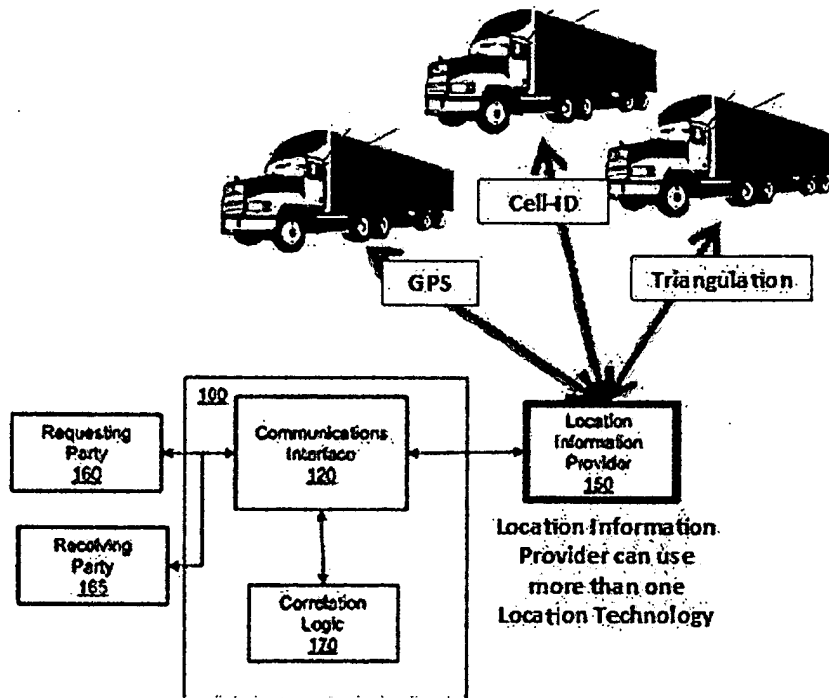 Cell-ID
GPS
Triangulation
100
Requesting
Party
160
Communications
Interface
120
Location
Information
Provider
150
Receiving
Party
165
Correlation
Logic
170
Location Information
Provider can use
more than one
Location Technology